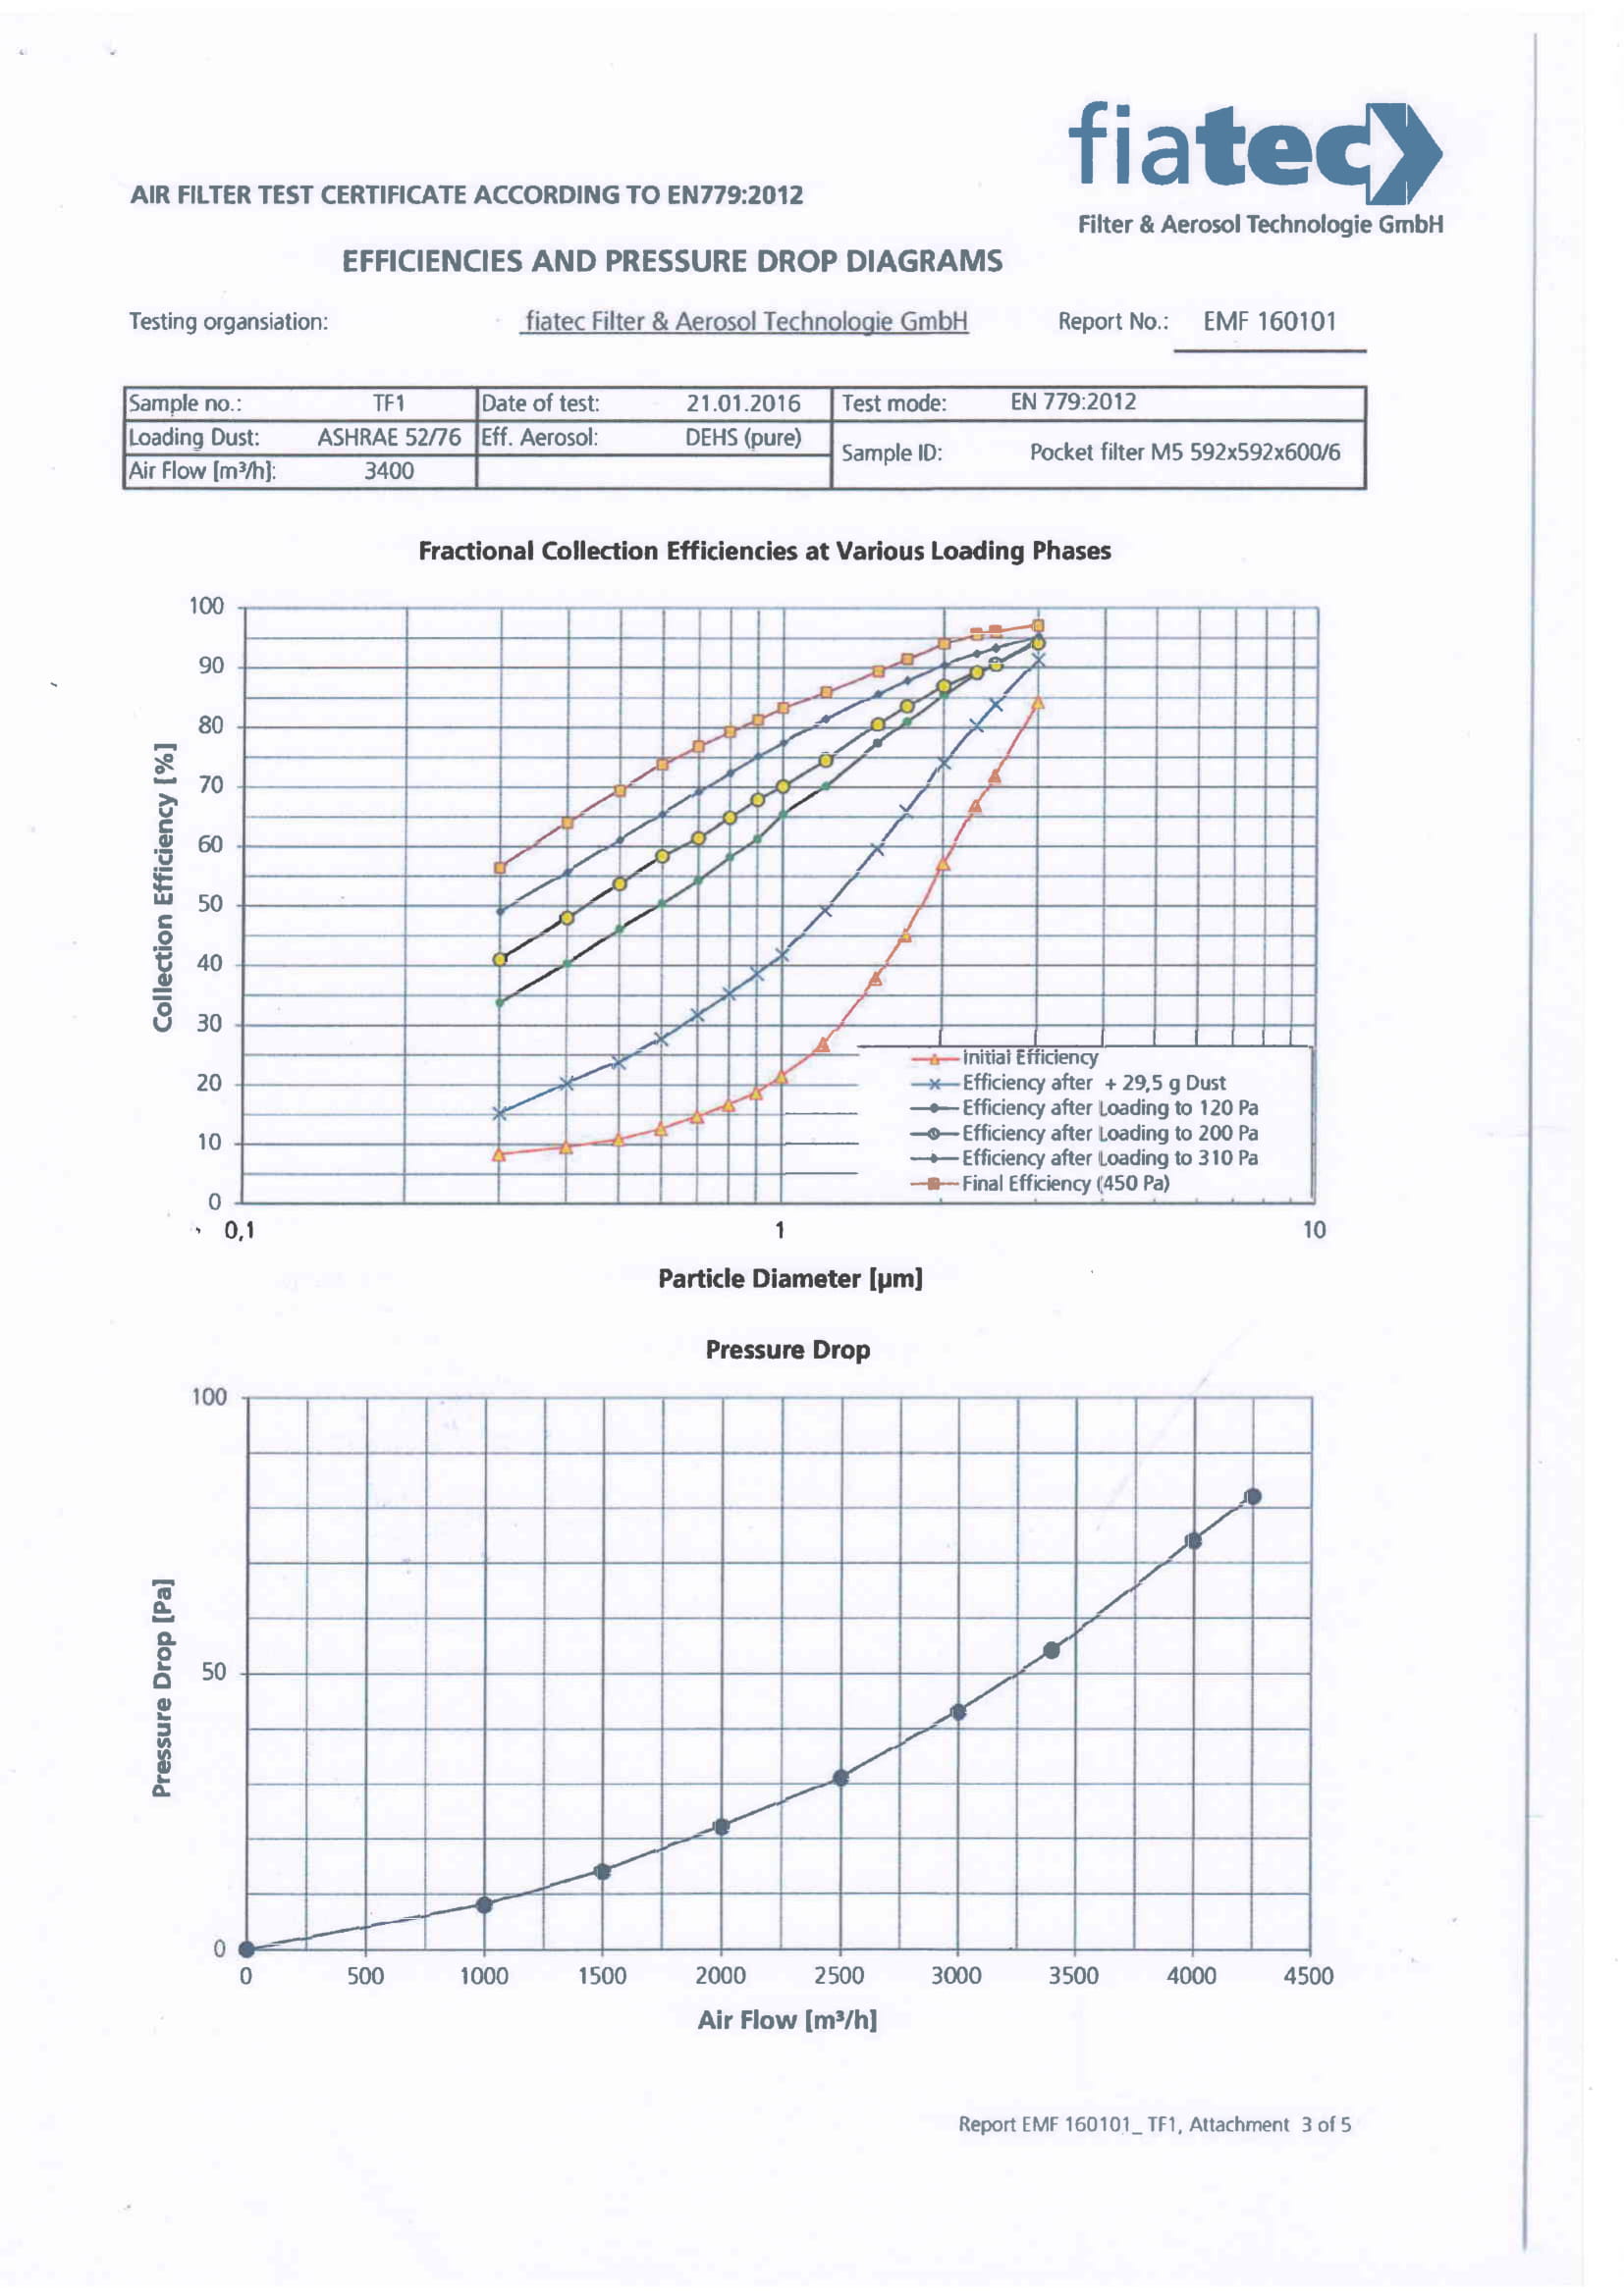 fiatec
Filter & Aerosol Technologie GmbH
AIR FILTER TEST CERTIFICATE ACCORDING TO EN779:2012
EFFICIENCIES AND PRESSURE DROP DIAGRAMS
Testing organsiation: fiatec Filter & Aerosol Technologie GmbH Report No.: EMF 160101
Sample no.: TF1 Date of test: 21.01.2016 Test mode: EN 779:2012
Loading Dust: ASHRAE 52/76 Eff. Aerosol: DEHS (pure)
Sample ID: Pocket filter M5 592x592x600/6
Air Flow [m³/h]: 3400
Fractional Collection Efficiencies at Various Loading Phases
Collection Efficiency [%]
100
90
80
70
60
50
40
30
20
10
0
Initial Efficiency
Efficiency after + 29,5 g Dust
Efficiency after Loading to 120 Pa
Efficiency after Loading to 200 Pa
Efficiency after Loading to 310 Pa
Final Efficiency (450 Pa)
0,1 1 10
Particle Diameter [µm]
Pressure Drop
Pressure Drop [Pa]
100
50
0
0 500 1000 1500 2000 2500 3000 3500 4000 4500
Air Flow [m³/h]
Report EMF 160101_ TF1, Attachment 3 of 5